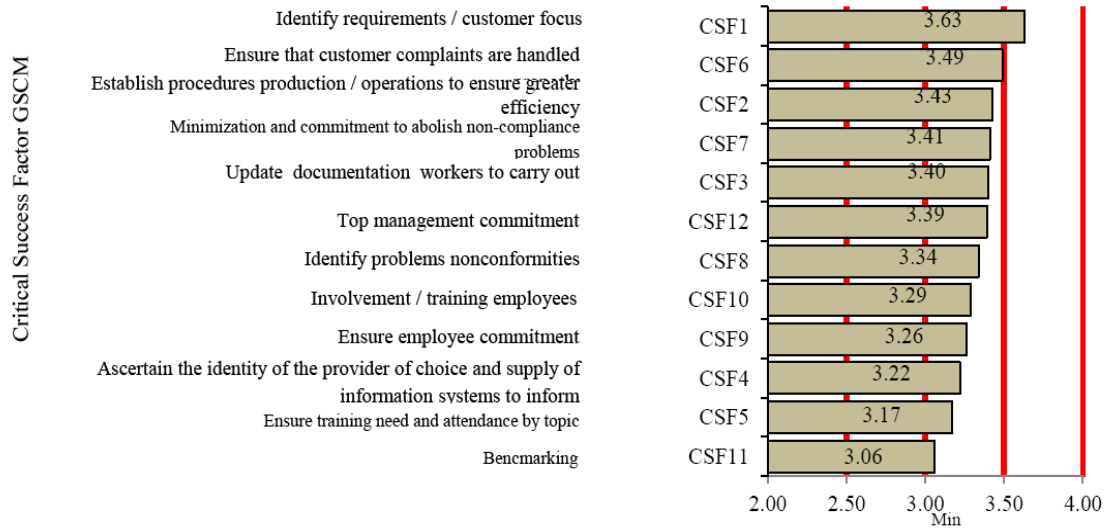 Critical Success Factor GSCM
Identify requirements / customer focus
CSF1
3.63
Ensure that customer complaints are handled
CSF6
3.49
Establish procedures production / operations to ensure greater
efficiency
CSF2
3.43
Minimization and commitment to abolish non-compliance
problems
CSF7
3.41
Update documentation workers to carry out
CSF3
3.40
Top management commitment
CSF12
3.39
Identify problems nonconformities
CSF8
3.34
Involvement / training employees
CSF10
3.29
Ensure employee commitment
CSF9
3.26
Ascertain the identity of the provider of choice and supply of
information systems to inform
CSF4
3.22
Ensure training need and attendance by topic
CSF5
3.17
Bencmarking
CSF11
3.06
2.00 2.50 3.00 3.50 4.00
Min